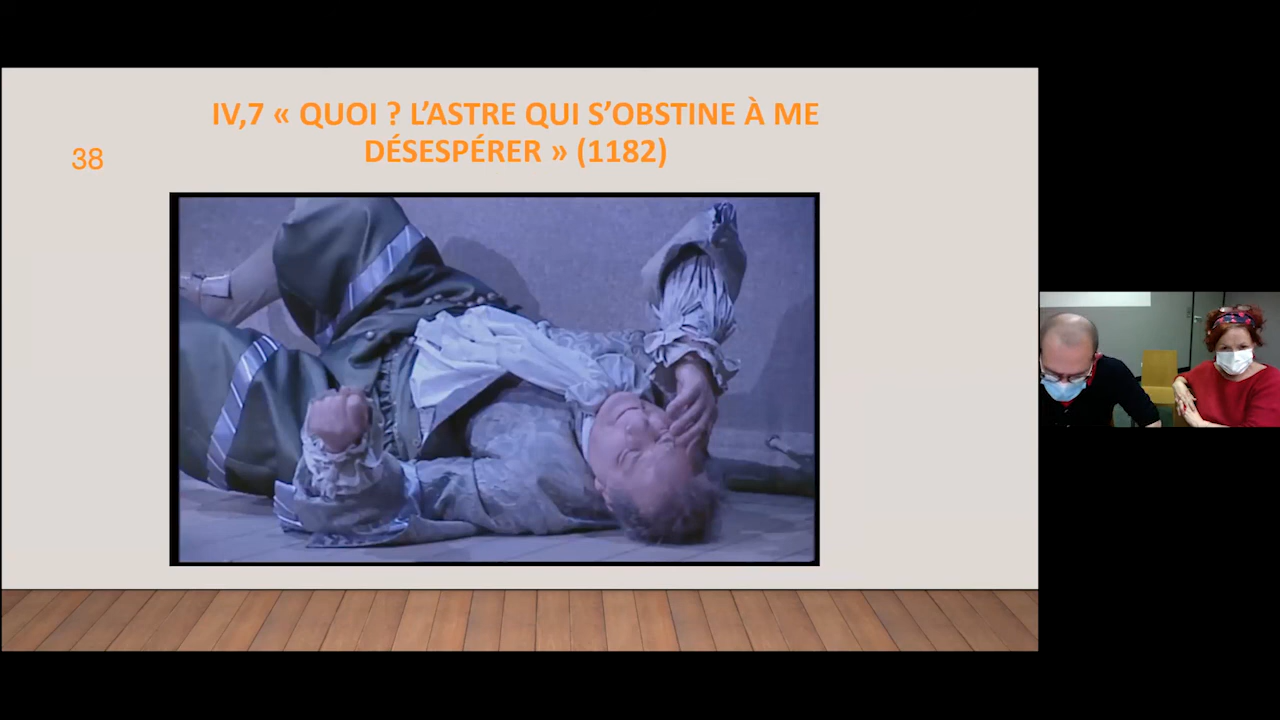 IV,7 « QUOI ? L’ASTRE QUI S’OBSTINE À ME
DÉSESPÉRER » (1182)
38